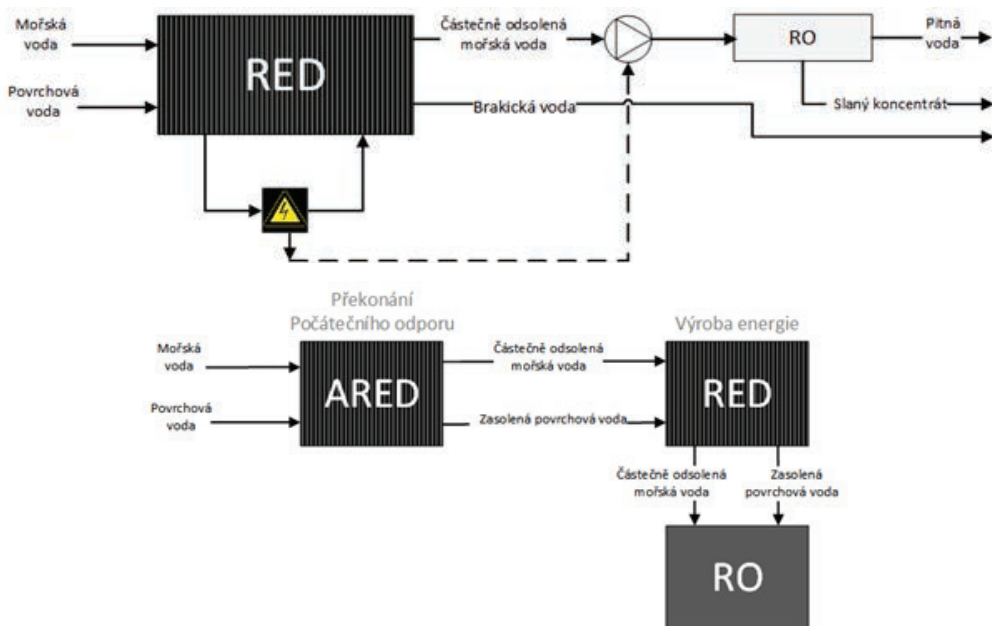 Mořská
voda
Povrchová
voda
RED
Částečně odsolená
mořská voda
Brakická voda
RO
Pitná
voda
Slaný koncentrát
Překonání
Počátečního odporu
Výroba energie
Mořská
voda
Povrchová
voda
ARED
Částečně odsolená
mořská voda
Zasolená povrchová voda
RED
Částečně odsolená
mořská voda
Zasolená
povrchová voda
RO